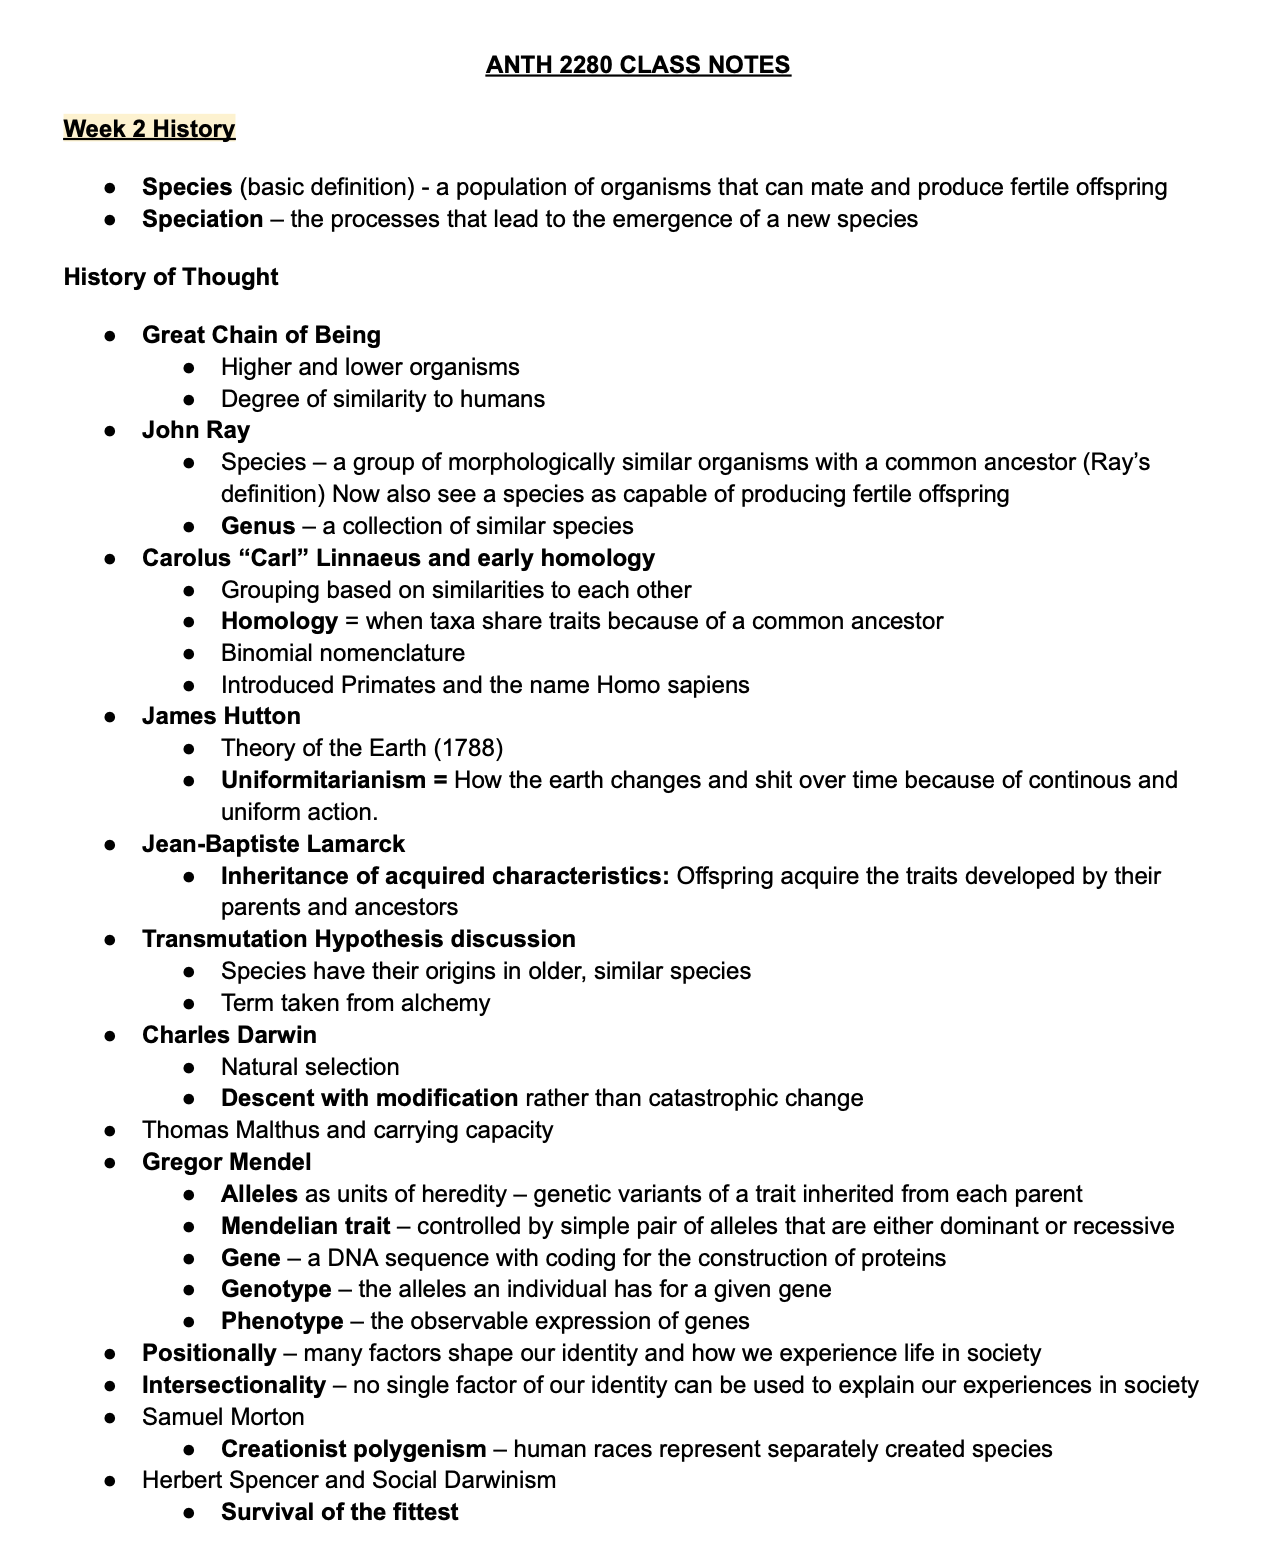 ANTH 2280 CLASS NOTES
Week 2 History
● Species (basic definition) - a population of organisms that can mate and produce fertile offspring
● Speciation – the processes that lead to the emergence of a new species
History of Thought
● Great Chain of Being
● Higher and lower organisms
● Degree of similarity to humans
● John Ray
● Species – a group of morphologically similar organisms with a common ancestor (Ray’s
definition) Now also see a species as capable of producing fertile offspring
● Genus – a collection of similar species
● Carolus “Carl” Linnaeus and early homology
● Grouping based on similarities to each other
● Homology = when taxa share traits because of a common ancestor
● Binomial nomenclature
● Introduced Primates and the name Homo sapiens
● James Hutton
● Theory of the Earth (1788)
● Uniformitarianism = How the earth changes and shit over time because of continous and
uniform action.
● Jean-Baptiste Lamarck
● Inheritance of acquired characteristics: Offspring acquire the traits developed by their
parents and ancestors
● Transmutation Hypothesis discussion
● Species have their origins in older, similar species
● Term taken from alchemy
● Charles Darwin
● Natural selection
● Descent with modification rather than catastrophic change
● Thomas Malthus and carrying capacity
● Gregor Mendel
● Alleles as units of heredity – genetic variants of a trait inherited from each parent
● Mendelian trait – controlled by simple pair of alleles that are either dominant or recessive
● Gene – a DNA sequence with coding for the construction of proteins
● Genotype – the alleles an individual has for a given gene
● Phenotype – the observable expression of genes
● Positionally – many factors shape our identity and how we experience life in society
● Intersectionality – no single factor of our identity can be used to explain our experiences in society
● Samuel Morton
● Creationist polygenism – human races represent separately created species
● Herbert Spencer and Social Darwinism
● Survival of the fittest